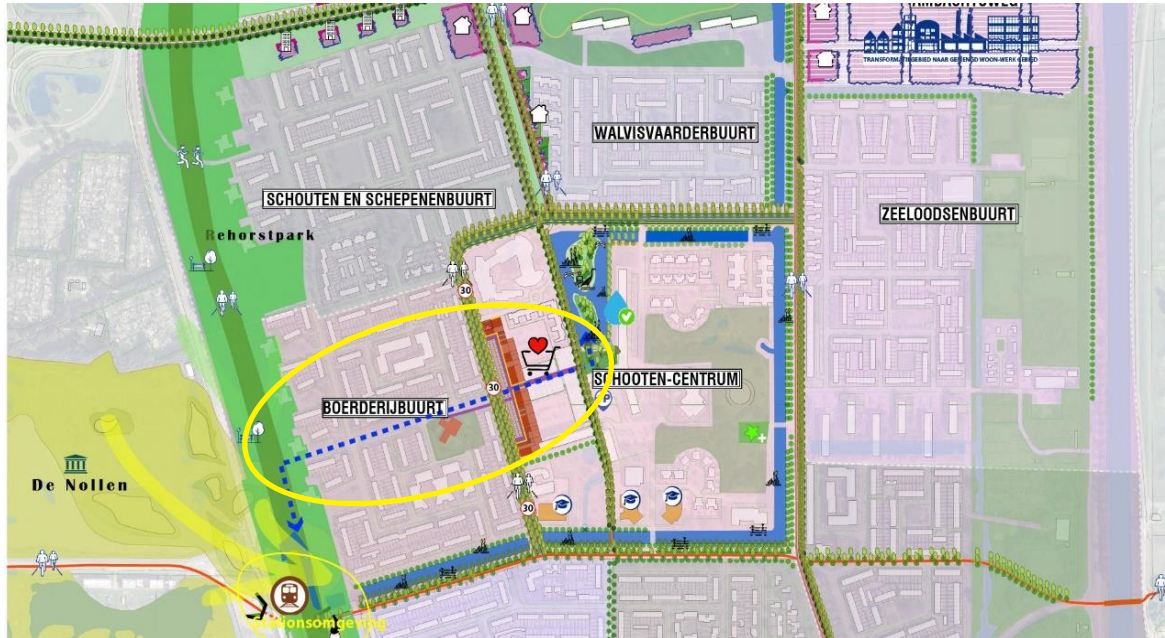 AMBACHTSWEG
TRANSFORMATIEGEBIED NAAR GEMENGD WOON-WERK GEBIED
WALVISVAARDERBUURT
SCHOUTEN EN SCHEPENENBUURT
ZEELOODSENBUURT
Rehorstpark
30
30
SCHOOTEN-CENTRUM
BOERDERIJBUURT
P
De Nollen
30
Stationsomgeving